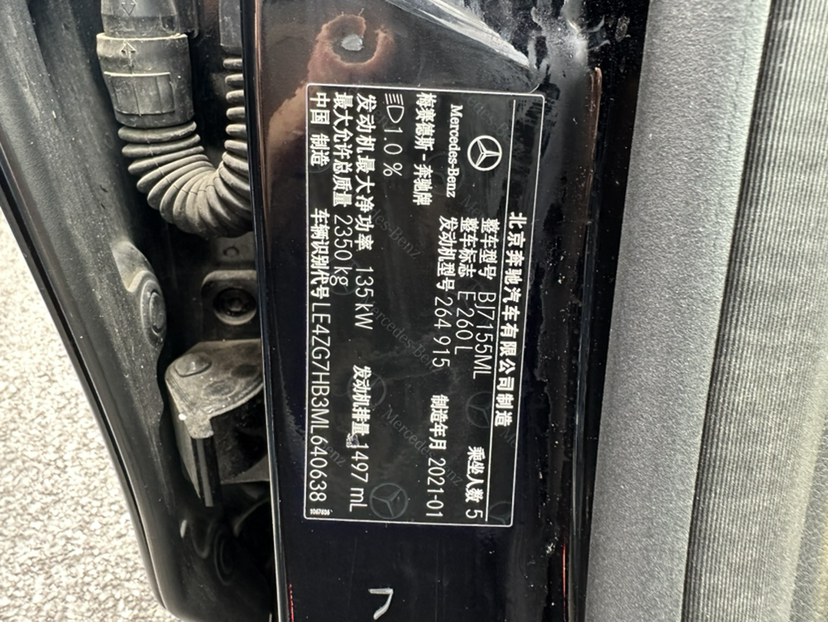 北京奔驰汽车有限公司制造
Mercedes-Benz
梅赛德斯-奔驰牌
整车型号 BJ7155ML 乘坐人数 5
整车标志 E 260 L
发动机型号 264 915 制造年月 2021-01
1.0 %
发动机最大净功率 135 kW 发动机排量 1497 mL
最大允许总质量 2350 kg
中国 制造 车辆识别代号 LE4ZG7HB3ML640638